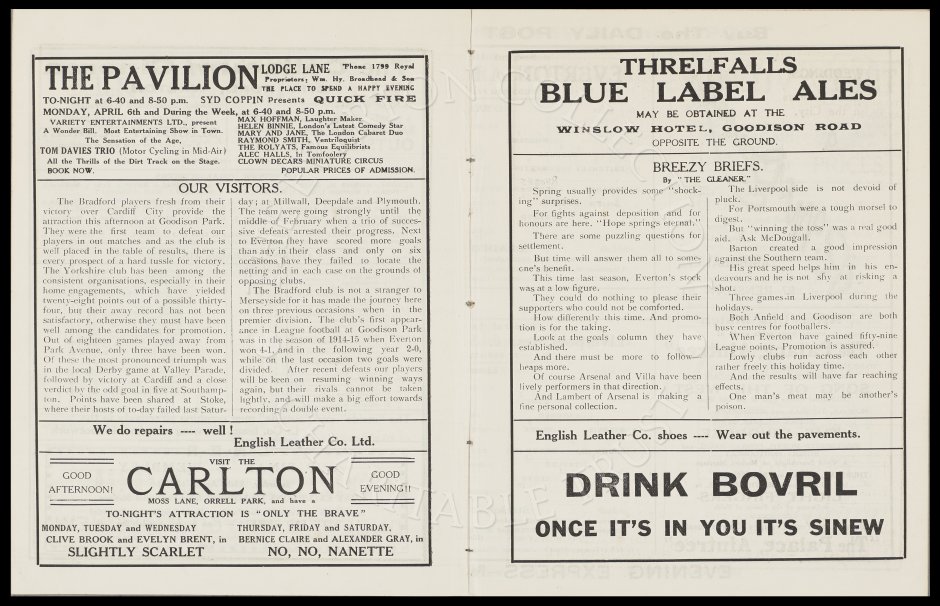 THE PAVILION
LODGE LANE 'Phone 1799 Royal
Proprietors; Wm. Hy. Broadhead & Son
THE PLACE TO SPEND A HAPPY EVENING
TO-NIGHT at 6-40 and 8-50 p.m. SYD COPPIN Presents QUICK FIRE
MONDAY, APRIL 6th and During the Week, at 6-40 and 8-50 p.m.
VARIETY ENTERTAINMENTS LTD., present
A Wonder Bill. Most Entertaining Show in Town.
The Sensation of the Age,
TOM DAVIES TRIO (Motor Cycling in Mid-Air)
All the Thrills of the Dirt Track on the Stage.
BOOK NOW.
MAX HOFFMAN, Laughter Maker
HELEN BINNIE, London's Latest Comedy Star
MARY AND JANE, The London Cabaret Duo
RAYMOND SMITH, Ventriloquist
THE ROLYATS, Famous Equilibrists
ALEC HALLS, In Tomfoolery
CLOWN DECARS MINIATURE CIRCUS
POPULAR PRICES OF ADMISSION.
OUR VISITORS.
The Bradford players fresh from their
victory over Cardiff City provide the
attraction this afternoon at Goodison Park.
They were the first team to defeat our
players in out matches and as the club is
well placed in the table of results, there is
every prospect of a hard tussle for victory.
The Yorkshire club has been among the
consistent organisations, especially in their
home engagements, which have yielded
twenty-eight points out of a possible thirty-
four, but their away record has not been
satisfactory, otherwise they must have been
well among the candidates for promotion.
Out of eighteen games played away from
Park Avenue, only three have been won.
Of these the most pronounced triumph was
in the local Derby game at Valley Parade,
followed by victory at Cardiff and a close
verdict by the odd goal in five at Southamp-
ton. Points have been shared at Stoke,
where their hosts of to-day failed last Satur-
day; at Millwall, Deepdale and Plymouth.
The team were going strongly until the
middle of February when a trio of succes-
sive defeats arrested their progress. Next
to Everton they have scored more goals
than any in their class and only on six
occasions have they failed to locate the
netting and in each case on the grounds of
opposing clubs.
The Bradford club is not a stranger to
Merseyside for it has made the journey here
on three previous occasions when in the
premier division. The club's first appear-
ance in League football at Goodison Park
was in the season of 1914-15 when Everton
won 4-1, and in the following year 2-0,
while on the last occasion two goals were
divided. After recent defeats our players
will be keen on resuming winning ways
again, but their rivals cannot be taken
lightly, and will make a big effort towards
recording a double event.
We do repairs ---- well !
English Leather Co. Ltd.
GOOD
AFTERNOON!
VISIT THE
CARLTON
MOSS LANE, ORRELL PARK, and have a
GOOD
EVENING!!
TO-NIGHT'S ATTRACTION IS "ONLY THE BRAVE"
MONDAY, TUESDAY and WEDNESDAY
CLIVE BROOK and EVELYN BRENT, in
SLIGHTLY SCARLET
THURSDAY, FRIDAY and SATURDAY,
BERNICE CLAIRE and ALEXANDER GRAY, in
NO, NO, NANETTE
THRELFALLS
BLUE LABEL ALES
MAY BE OBTAINED AT THE
WINSLOW HOTEL, GOODISON ROAD
OPPOSITE THE GROUND.
BREEZY BRIEFS.
By "THE GLEANER."
Spring usually provides some "shock-
ing" surprises.
For fights against deposition and for
honours are here. "Hope springs eternal."
There are some puzzling questions for
settlement.
But time will answer them all to some-
one's benefit.
This time last season, Everton's stock
was at a low figure.
They could do nothing to please their
supporters who could not be comforted.
How differently this time. And promo-
tion is for the taking.
Look at the goals column they have
established.
And there must be more to follow—
heaps more.
Of course Arsenal and Villa have been
lively performers in that direction.
And Lambert of Arsenal is making a
fine personal collection.
The Liverpool side is not devoid of
pluck.
For Portsmouth were a tough morsel to
digest.
But "winning the toss" was a real good
aid. Ask McDougall.
Barton created a good impression
against the Southern team.
His great speed helps him in his en-
deavours and he is not shy at risking a
shot.
Three games in Liverpool during the
holidays.
Both Anfield and Goodison are both
busy centres for footballers.
When Everton have gained fifty-nine
League points, Promotion is assured.
Lowly clubs run across each other
rather freely this holiday time.
And the results will have far reaching
effects.
One man's meat may be another's
poison.
English Leather Co. shoes ---- Wear out the pavements.
DRINK BOVRIL
ONCE IT'S IN YOU IT'S SINEW